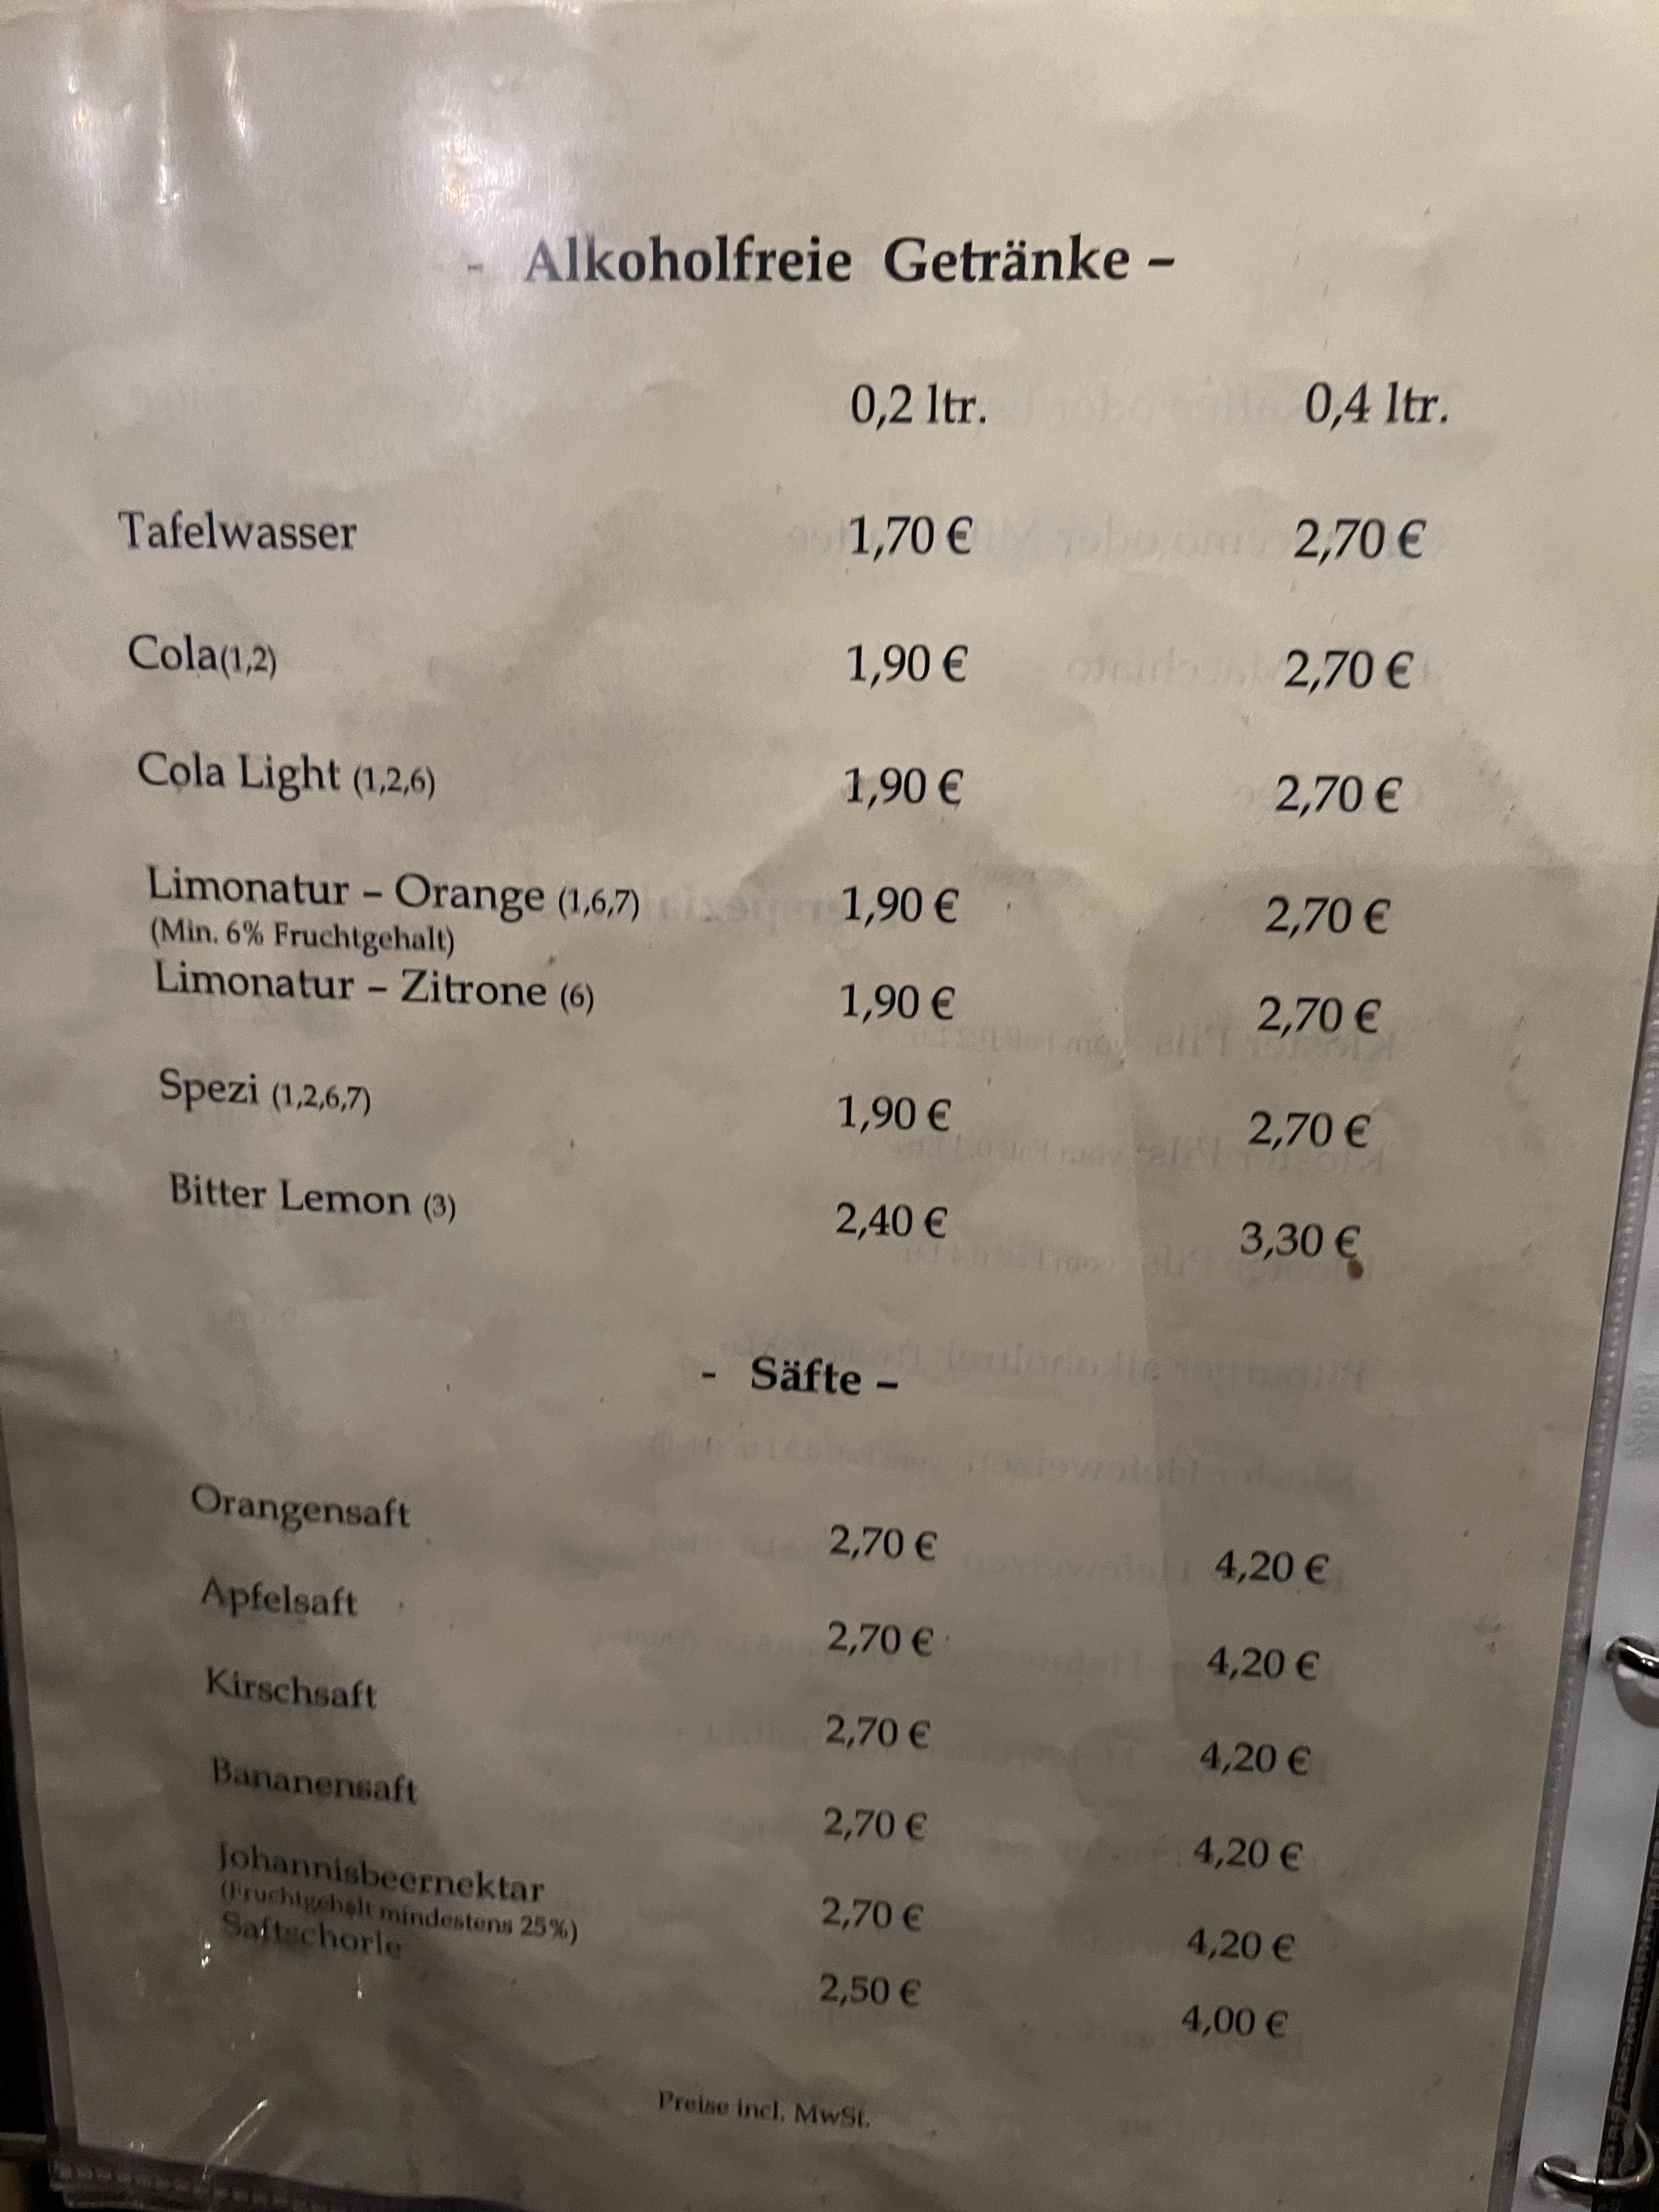 - Alkoholfreie Getränke –
0,2 ltr. 0,4 ltr.
Tafelwasser 1,70 € 2,70 €
Cola(1,2) 1,90 € 2,70 €
Cola Light (1,2,6) 1,90 € 2,70 €
Limonatur – Orange (1,6,7) 1,90 € 2,70 €
(Min. 6% Fruchtgehalt)
Limonatur – Zitrone (6) 1,90 € 2,70 €
Spezi (1,2,6,7) 1,90 € 2,70 €
Bitter Lemon (3) 2,40 € 3,30 €
- Säfte –
Orangensaft 2,70 € 4,20 €
Apfelsaft 2,70 € 4,20 €
Kirschsaft 2,70 € 4,20 €
Bananensaft 2,70 € 4,20 €
Johannisbeernektar 2,70 € 4,20 €
(Fruchtgehalt mindestens 25%)
Saftschorle 2,50 € 4,00 €
Preise incl. MwSt.